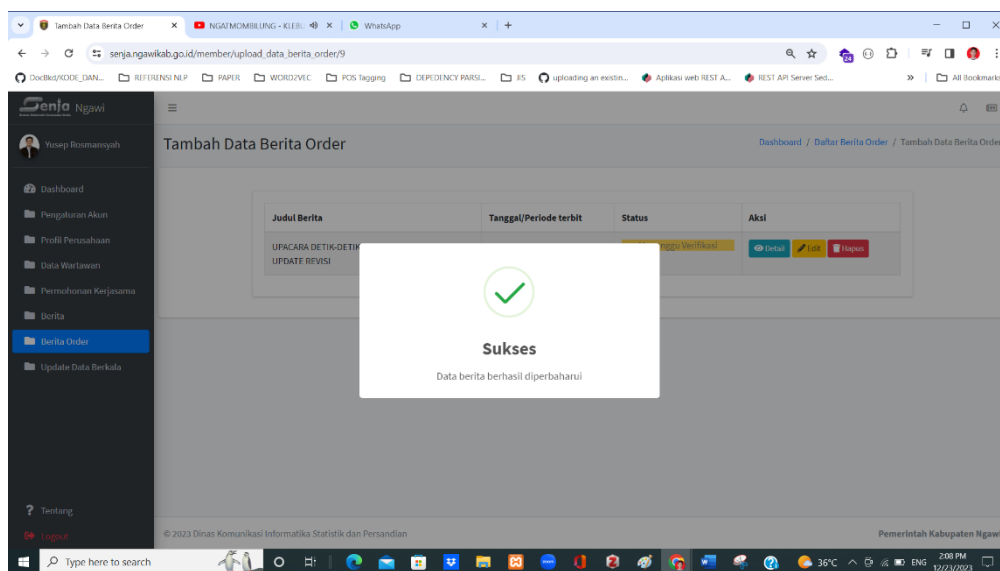 Tambah Data Berita Order
NGATMOMBILUNG - KLEBU
WhatsApp
senja.ngawikab.go.id/member/upload_data_berita_order/9
24
DocBkd/KODE_DAN...
REFERENSI NLP
PAPER
WORD2VEC
POS Tagging
DEPEDENCY PARSI...
JIS
uploading an existin...
Aplikasi web REST A...
REST API Server Sed...
All Bookmarks
Senja Ngawi
Yusep Rosmansyah
Tambah Data Berita Order
Dashboard / Daftar Berita Order / Tambah Data Berita Order
Dashboard
Pengaturan Akun
Profil Perusahaan
Data Wartawan
Permohonan Kerjasama
Berita
Berita Order
Update Data Berkala
Judul Berita
Tanggal/Periode terbit
Status
Aksi
UPACARA DETIK-DETIK
UPDATE REVISI
nggu Verifikasi
Detail
Edit
Hapus
Sukses
Data berita berhasil diperbaharui
Tentang
Logout
© 2023 Dinas Komunikasi Informatika Statistik dan Persandian
Pemerintah Kabupaten Ngawi
Type here to search
36°C
ENG
2:08 PM
12/23/2023